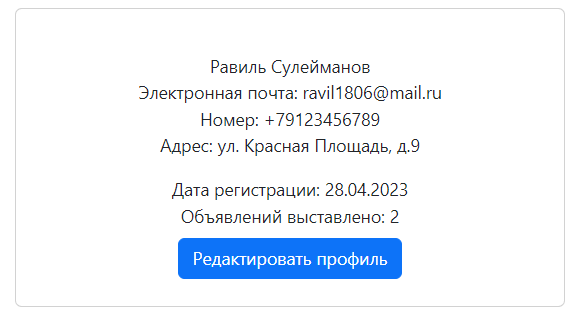 Равиль Сулейманов
Электронная почта: ravil1806@mail.ru
Номер: +79123456789
Адрес: ул. Красная Площадь, д.9
Дата регистрации: 28.04.2023
Объявлений выставлено: 2
Редактировать профиль